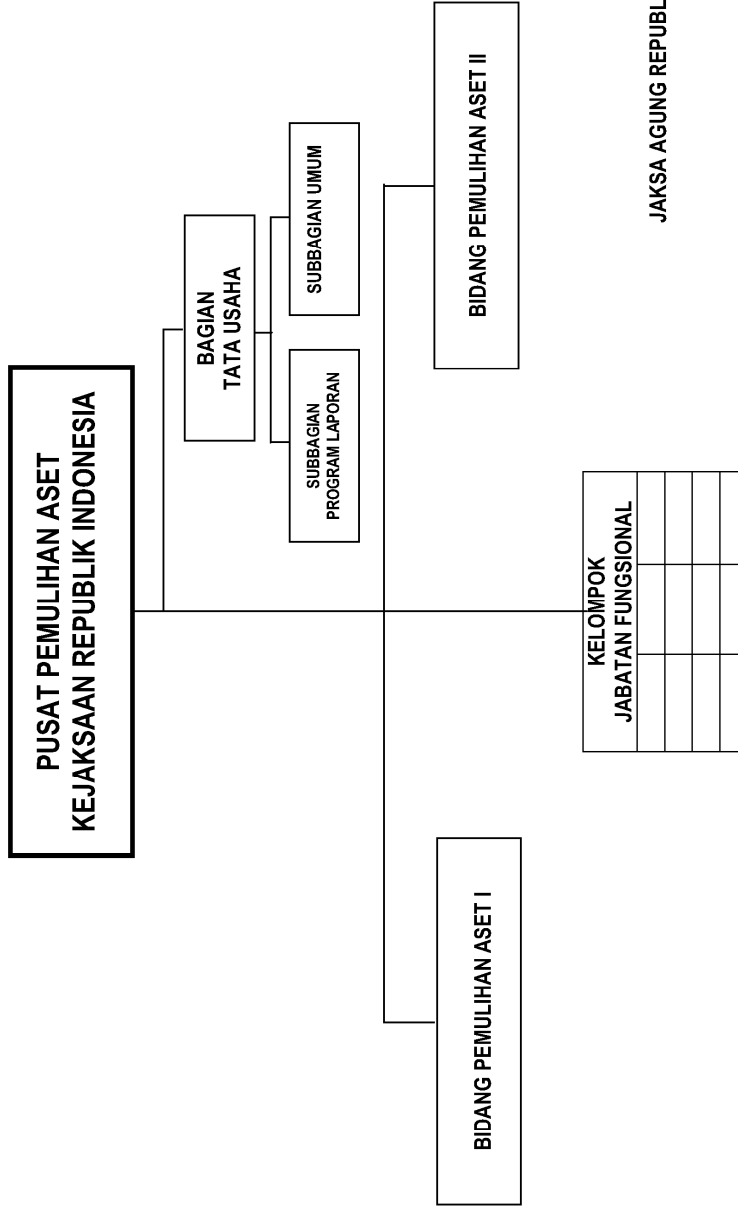 PUSAT PEMULIHAN ASET
KEJAKSAAN REPUBLIK INDONESIA
BAGIAN
TATA USAHA
SUBBAGIAN
PROGRAM LAPORAN
SUBBAGIAN UMUM
BIDANG PEMULIHAN ASET I
BIDANG PEMULIHAN ASET II
KELOMPOK
JABATAN FUNGSIONAL
JAKSA AGUNG REPUBL